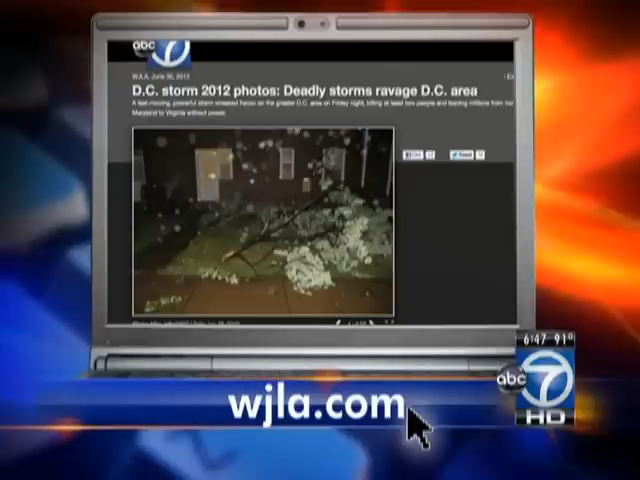 abc 7
WJLA, June 30, 2012
D.C. storm 2012 photos: Deadly storms ravage D.C. area
A fast-moving, powerful storm wreaked havoc on the greater D.C. area on Friday night, killing at least two people and leaving millions from
Maryland to Virginia without power.
Like
Tweet
6:47 91°
abc 7
HD
wjla.com